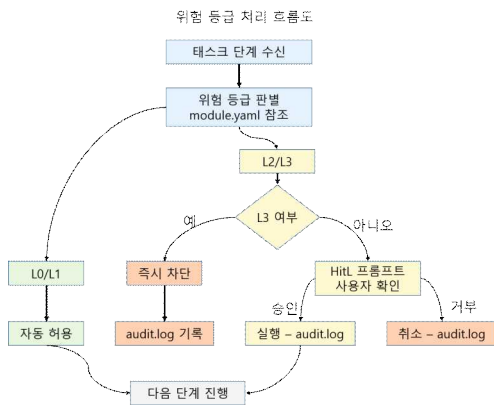 위험 등급 처리 흐름도
태스크 단계 수신
위험 등급 판별
module.yaml 참조
L2/L3
L3 여부
예
아니오
L0/L1
즉시 차단
HitL 프롬프트
사용자 확인
승인
거부
자동 허용
audit.log 기록
실행 – audit.log
취소 – audit.log
다음 단계 진행